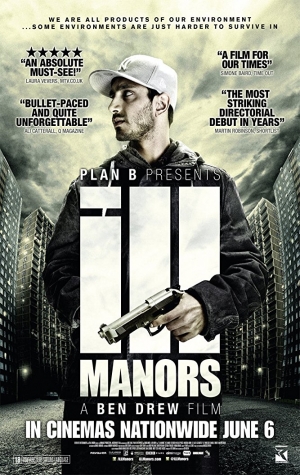 WE ARE ALL PRODUCTS OF OUR ENVIRONMENT
...SOME ENVIRONMENTS ARE JUST HARDER TO SURVIVE IN
★★★★★
"AN ABSOLUTE
MUST-SEE!"
LAURA VEVERS, MTV.CO.UK
"BULLET-PACED
AND QUITE
UNFORGETTABLE"
ALI CATTERALL, Q MAGAZINE
"A FILM FOR
OUR TIMES"
SIMONE BAIRD, TIME OUT
"THE MOST
STRIKING
DIRECTORIAL
DEBUT IN YEARS"
MARTIN ROBINSON, SHORTLIST
PLAN B PRESENTS
ill
MANORS
A BEN DREW FILM
IN CINEMAS NATIONWIDE JUNE 6